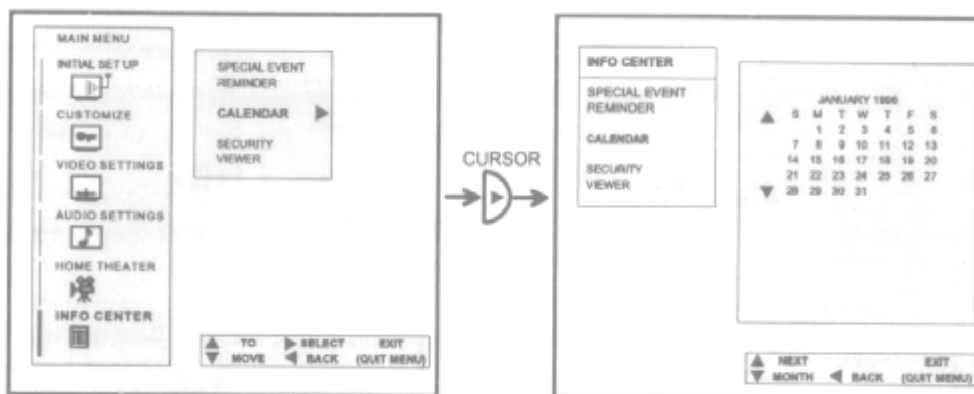 MAIN MENU
INITIAL SET UP
CUSTOMIZE
VIDEO SETTINGS
AUDIO SETTINGS
HOME THEATER
INFO CENTER
SPECIAL EVENT
REMINDER
CALENDAR
SECURITY
VIEWER
TO SELECT EXIT
MOVE BACK (QUIT MENU)
CURSOR
INFO CENTER
SPECIAL EVENT
REMINDER
CALENDAR
SECURITY
VIEWER
JANUARY 1996
S M T W T F S
1 2 3 4 5 6
7 8 9 10 11 12 13
14 15 16 17 18 19 20
21 22 23 24 25 26 27
28 29 30 31
NEXT EXIT
MONTH BACK (QUIT MENU)